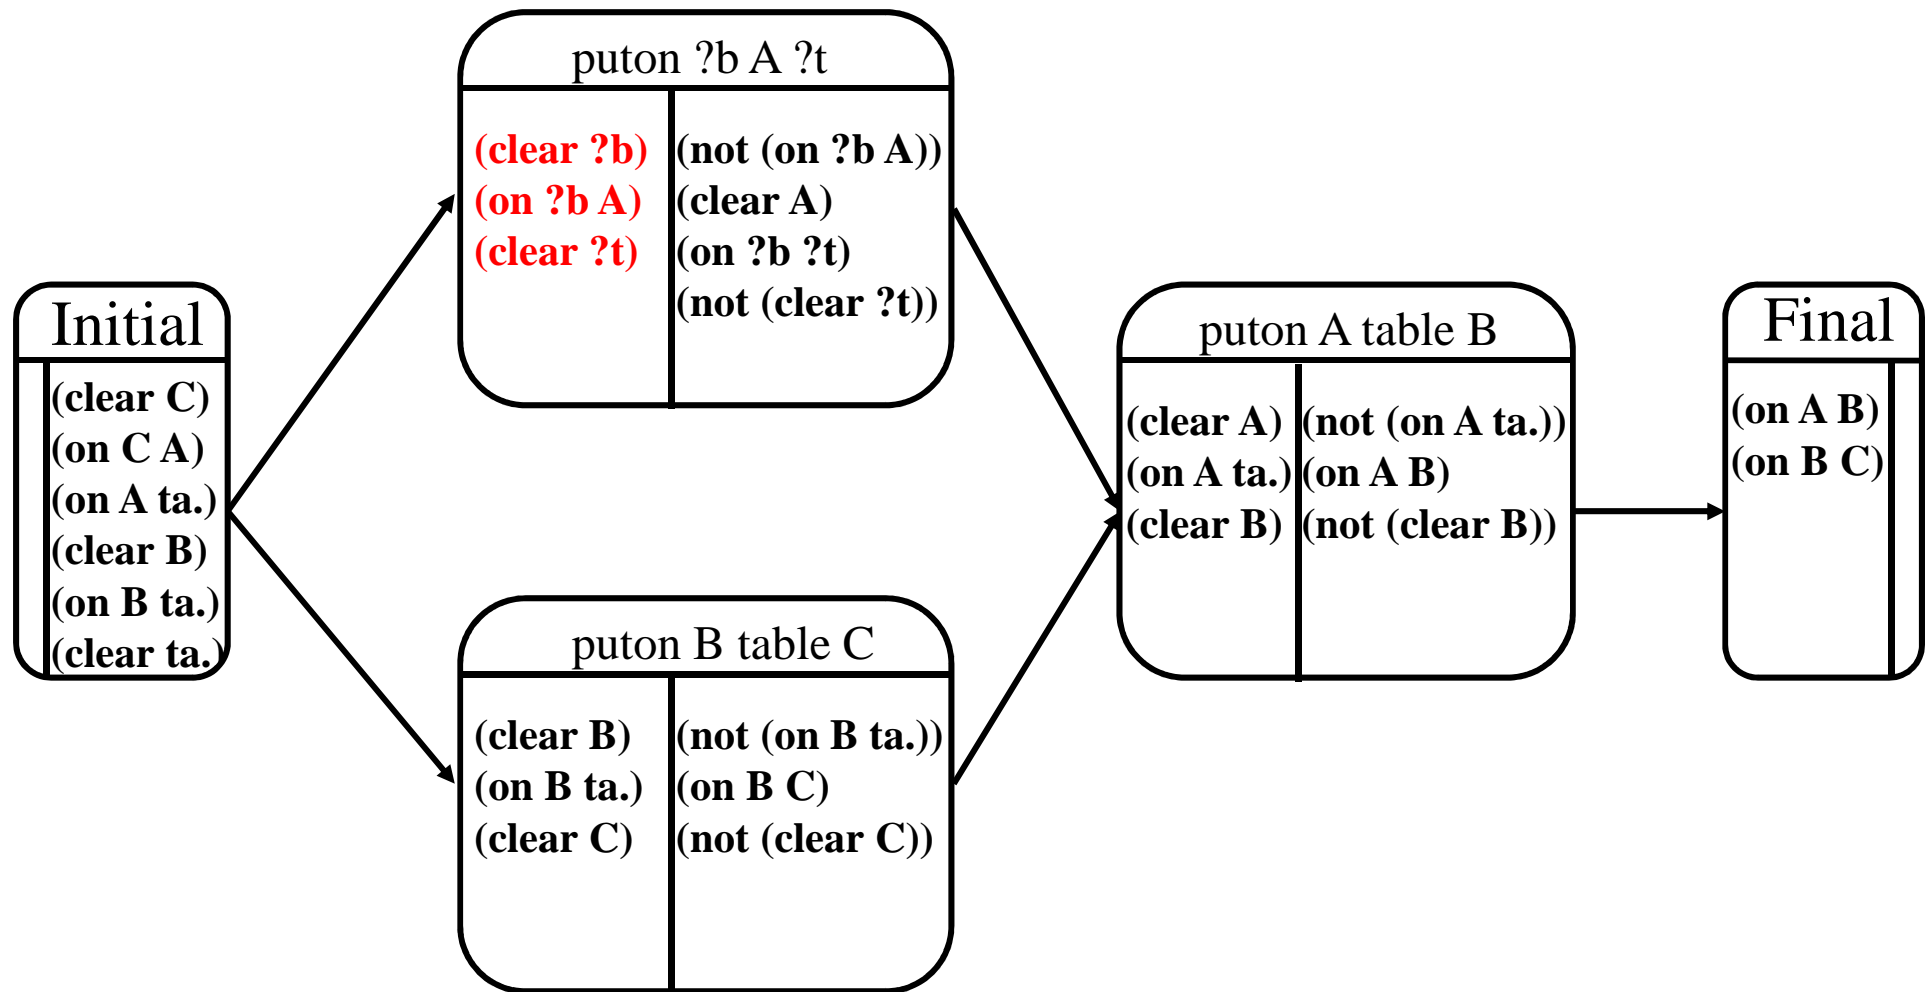 Initial
(clear C)
(on C A)
(on A ta.)
(clear B)
(on B ta.)
(clear ta.)
puton ?b A ?t
(clear ?b)
(on ?b A)
(clear ?t)
(not (on ?b A))
(clear A)
(on ?b ?t)
(not (clear ?t))
puton B table C
(clear B)
(on B ta.)
(clear C)
(not (on B ta.))
(on B C)
(not (clear C))
puton A table B
(clear A)
(on A ta.)
(clear B)
(not (on A ta.))
(on A B)
(not (clear B))
Final
(on A B)
(on B C)